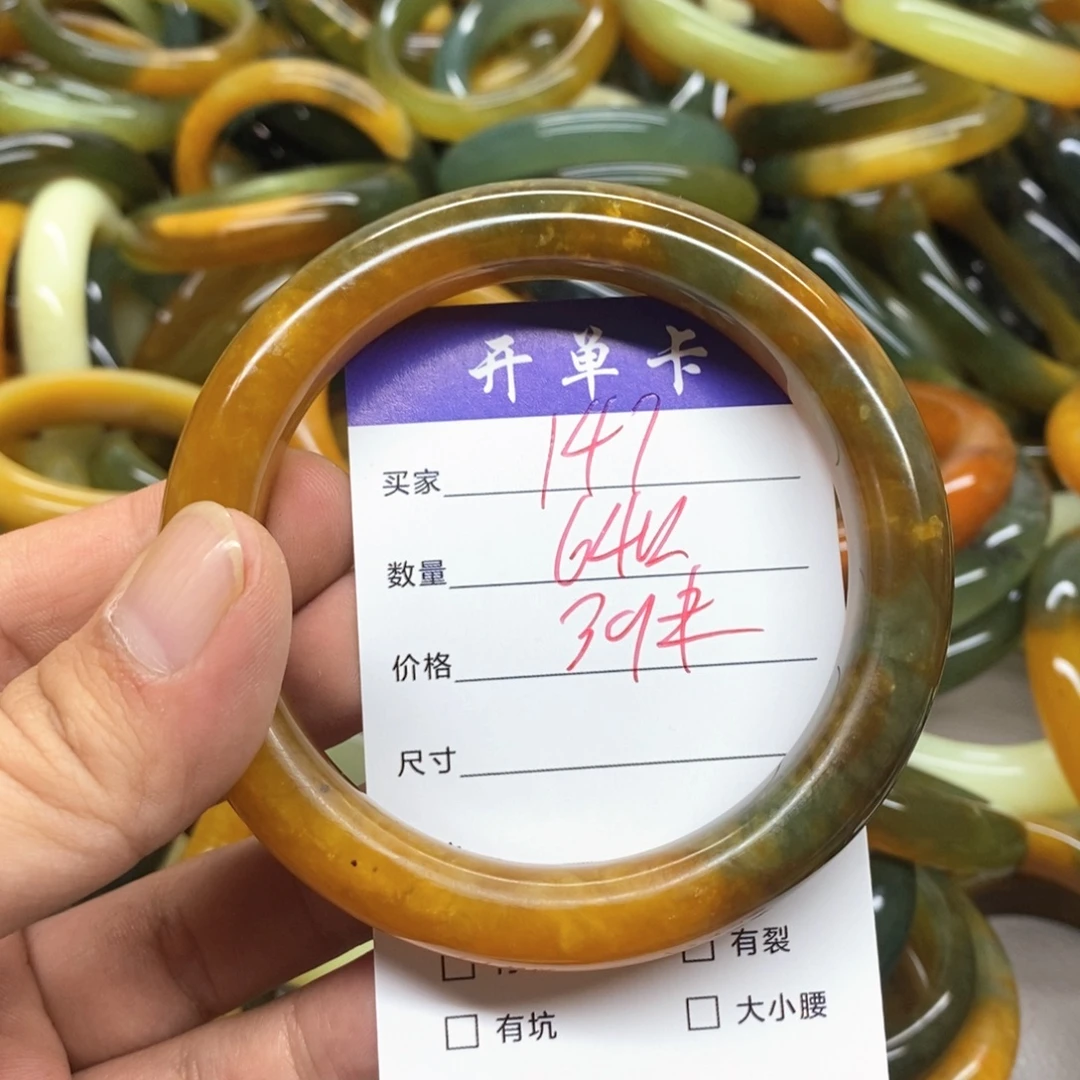 开单卡
买家 147
数量 64
价格 39
尺寸
有裂
有坑
大小腰